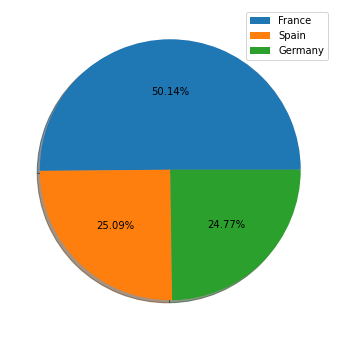 France
Spain
Germany
50.14%
25.09%
24.77%